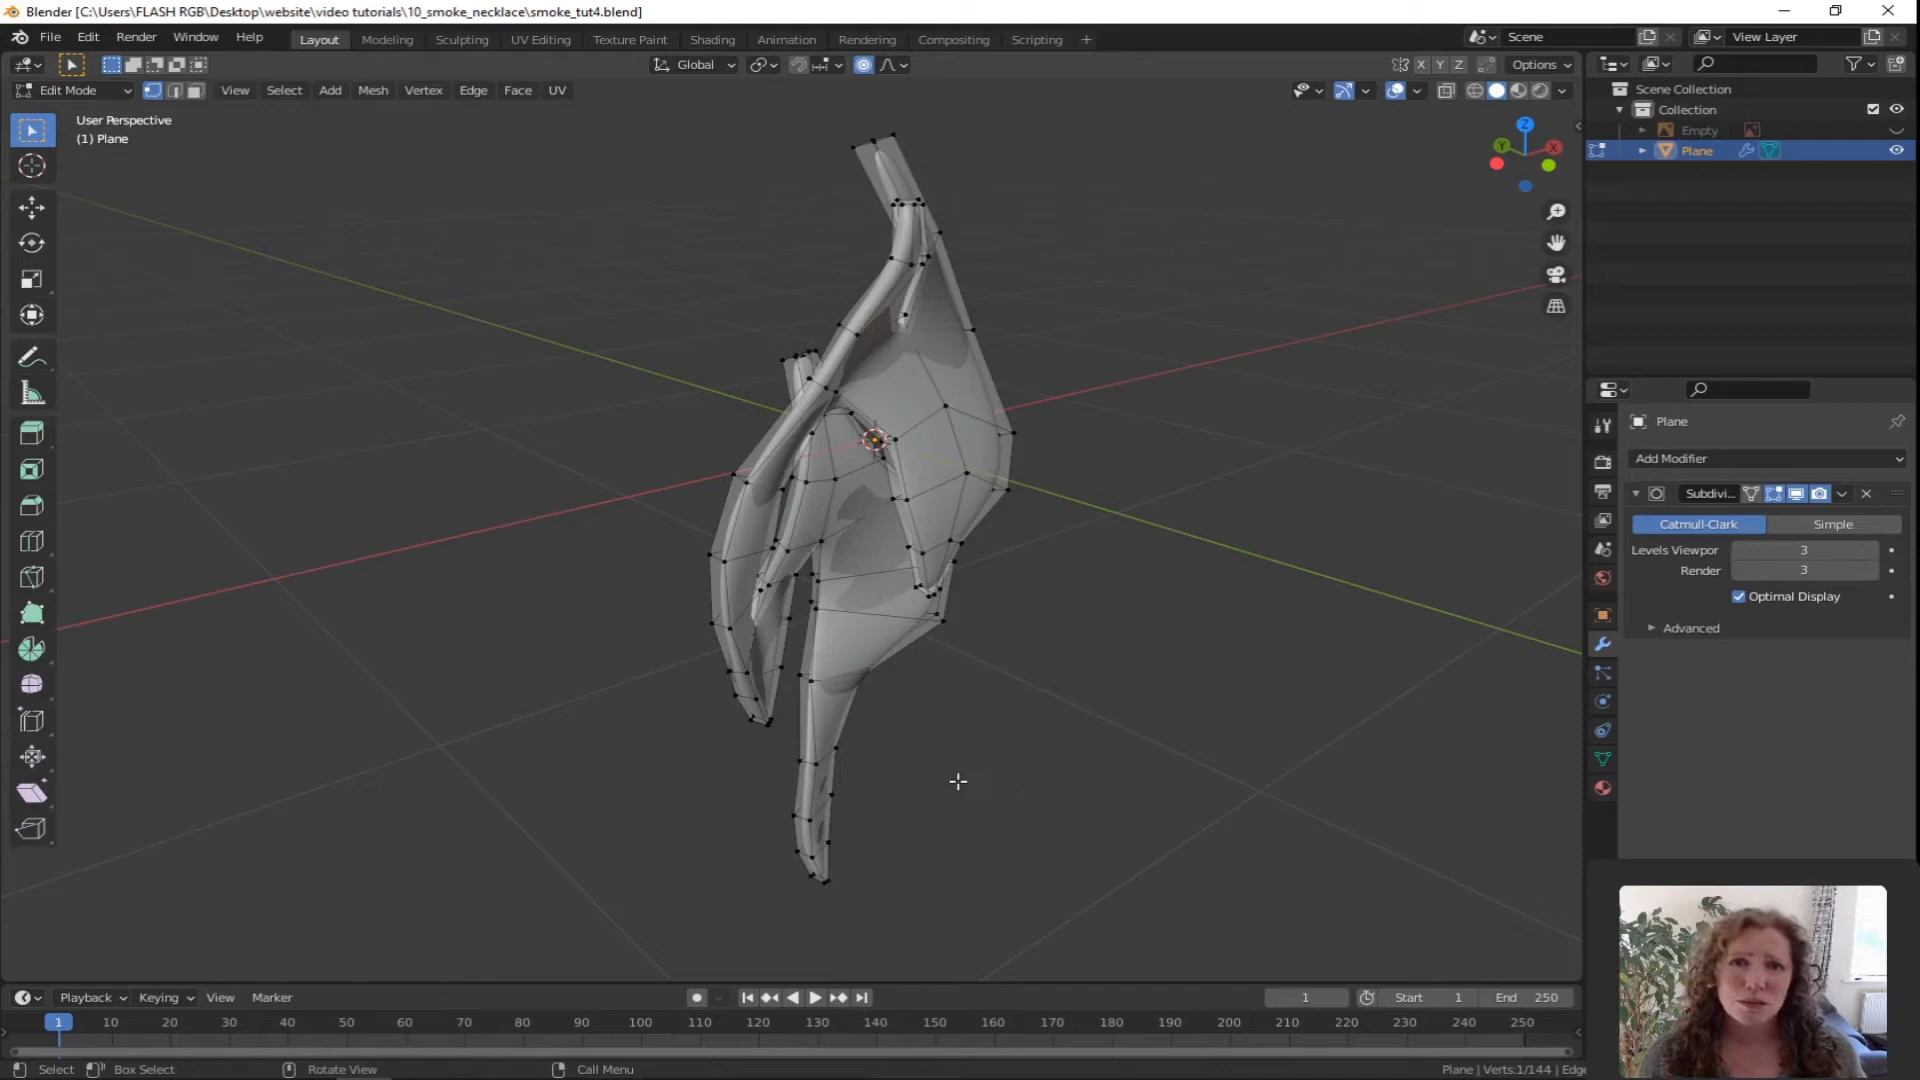 Blender [C:\Users\FLASH RGB\Desktop\website\video tutorials\10_smoke_necklace\smoke_tut4.blend]
File Edit Render Window Help Layout Modeling Sculpting UV Editing Texture Paint Shading Animation Rendering Compositing Scripting + Scene View Layer
Global X Y Z Options
Edit Mode View Select Add Mesh Vertex Edge Face UV
Scene Collection
Collection
Empty
Plane
User Perspective
(1) Plane
Z
Y X
Plane
Add Modifier
Subdivi...
Catmull-Clark Simple
Levels Viewpor 3
Render 3
Optimal Display
Advanced
Playback Keying View Marker 1 Start 1 End 250
1 10 20 30 40 50 60 70 80 90 100 110 120 130 140 150 160 170 180 190 200 210 220 230 240 250
Select Box Select Rotate View Call Menu Plane | Verts:1/144 | Edge